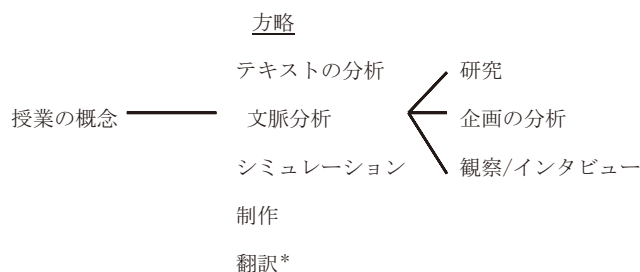 方略
テキストの分析
研究
授業の概念
文脈分析
企画の分析
シミュレーション
観察/インタビュー
制作
翻訳*